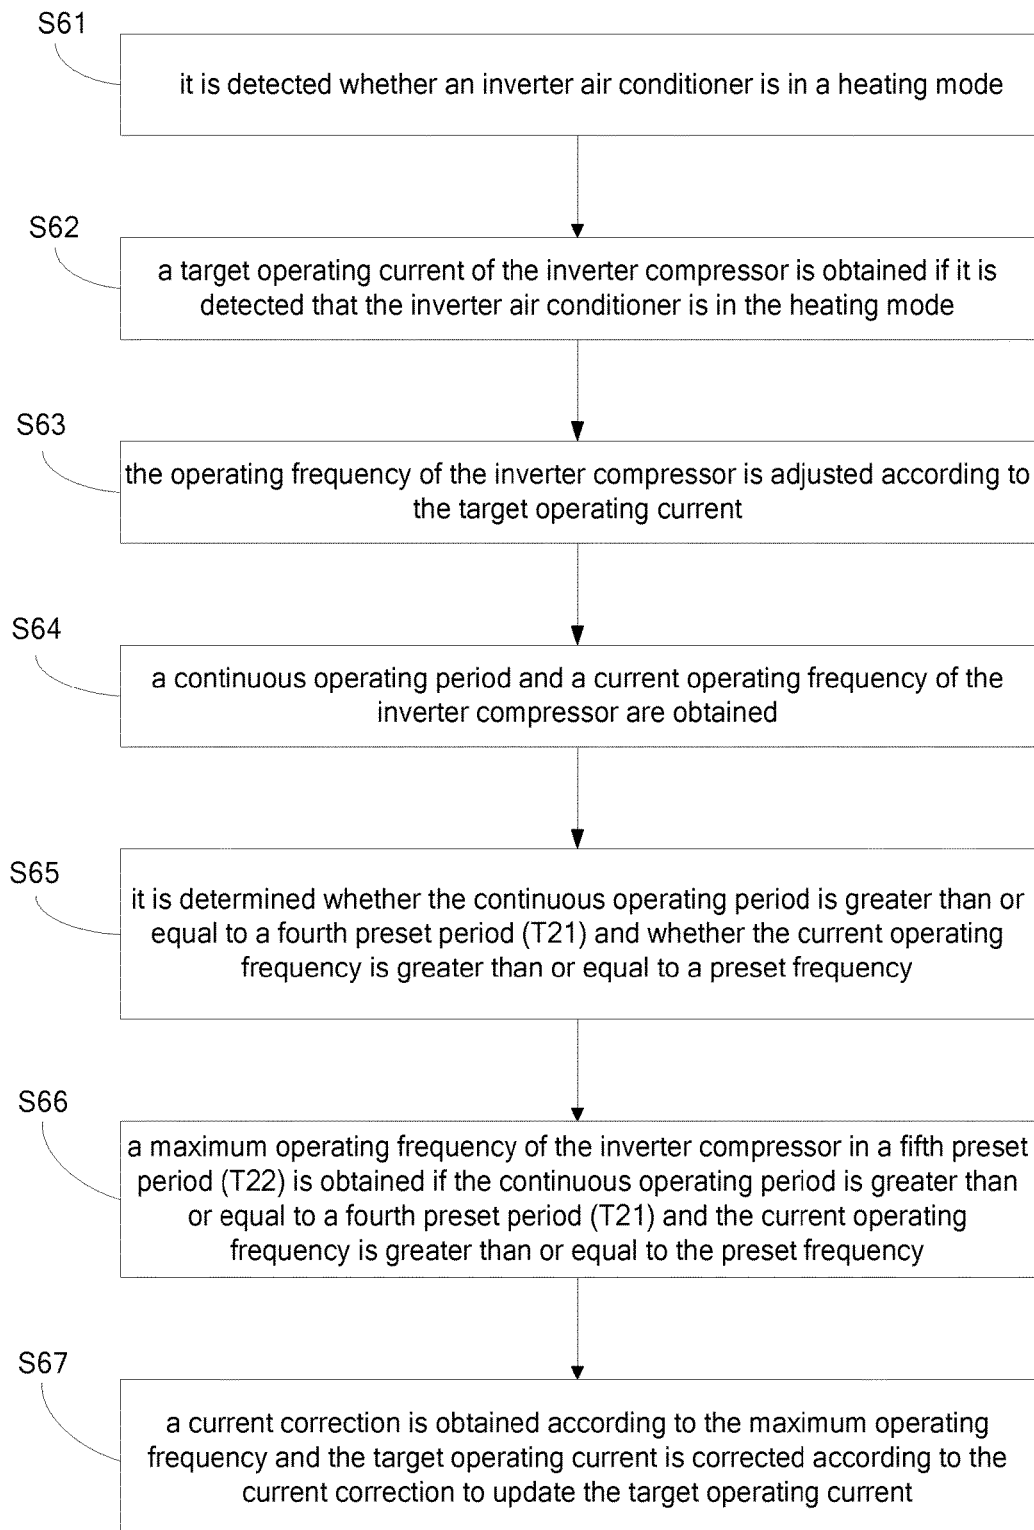 S61
it is detected whether an inverter air conditioner is in a heating mode
S62
a target operating current of the inverter compressor is obtained if it is
detected that the inverter air conditioner is in the heating mode
S63
the operating frequency of the inverter compressor is adjusted according to
the target operating current
S64
a continuous operating period and a current operating frequency of the
inverter compressor are obtained
S65
it is determined whether the continuous operating period is greater than or
equal to a fourth preset period (T21) and whether the current operating
frequency is greater than or equal to a preset frequency
S66
a maximum operating frequency of the inverter compressor in a fifth preset
period (T22) is obtained if the continuous operating period is greater than
or equal to a fourth preset period (T21) and the current operating
frequency is greater than or equal to the preset frequency
S67
a current correction is obtained according to the maximum operating
frequency and the target operating current is corrected according to the
current correction to update the target operating current